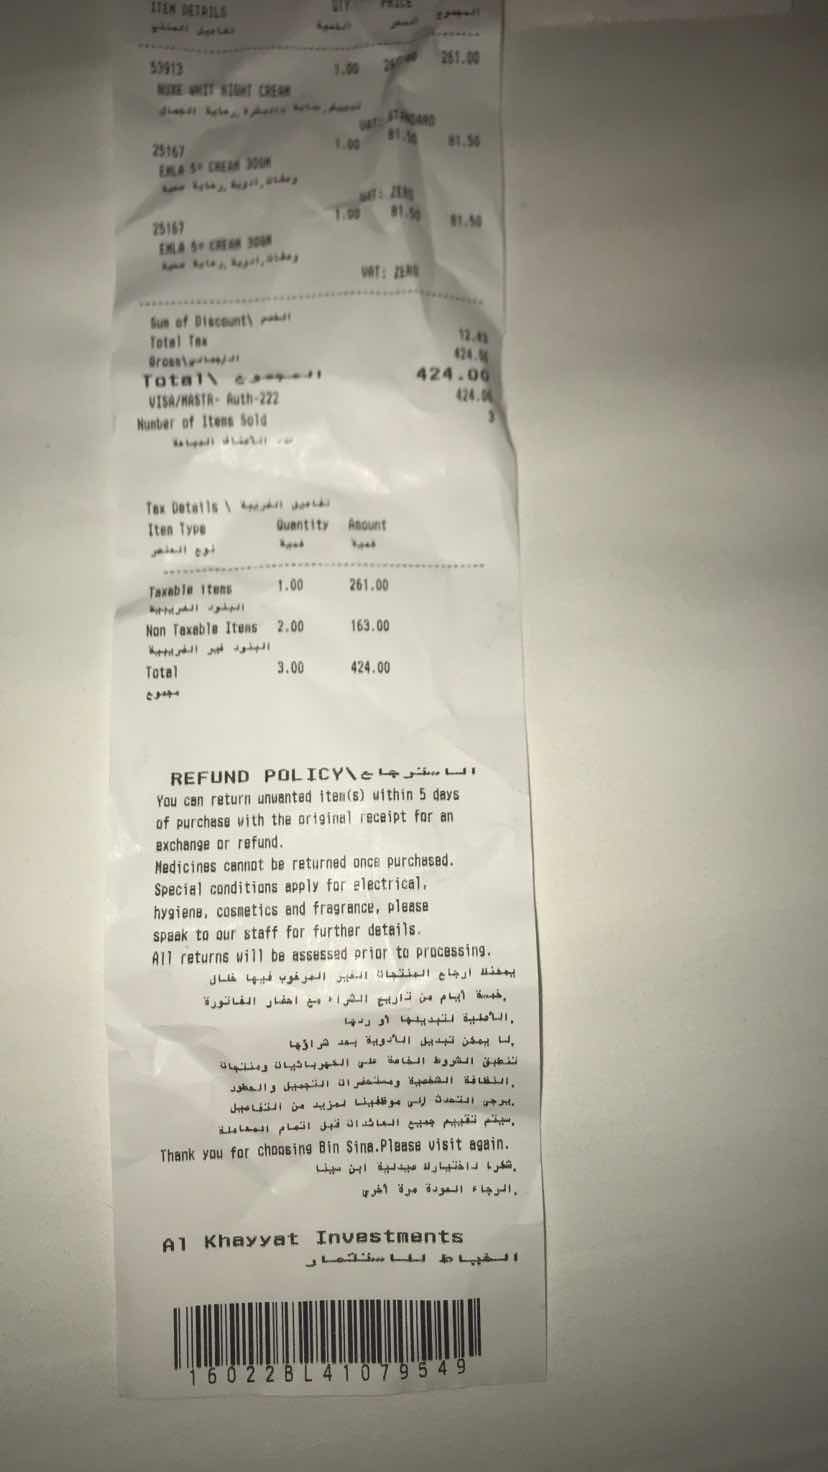 ITEM DETAILS QTY PRICE المجموع
تفاصيل المنتج الكمية السعر
53913 1.00 261.00
NUXE WHIT NIGHT CREAM
رعاية الجمال
VAT: STANDARD
25167 1.00 81.50 81.50
EMLA 5% CREAM 30GM
وصفات,ادوية,رعاية صحية
VAT: ZERO
25167 1.00 81.50 81.50
EMLA 5% CREAM 30GM
وصفات,ادوية,رعاية صحية
VAT: ZERO
Sum of Discount\ الخصم
Total Tax 12.43
Gross\الاجمالي 424.00
Total\ المجموع 424.00
VISA/MASTR- Auth-222 424.00
Number of Items Sold 3
عدد الأصناف المباعة
Tax Details \ تفاصيل الضريبة
Item Type Quantity Amount
نوع العنصر كمية كمية
Taxable items 1.00 261.00
البنود الضريبية
Non Taxable Items 2.00 163.00
البنود غير الضريبية
Total 3.00 424.00
مجموع
REFUND POLICY\الاسترجاع
You can return unwanted item(s) within 5 days
of purchase with the original receipt for an
exchange or refund.
Medicines cannot be returned once purchased.
Special conditions apply for electrical,
hygiene, cosmetics and fragrance, please
speak to our staff for further details.
All returns will be assessed prior to processing.
يمكنك ارجاع المنتجات الغير المرغوب فيها خلال
خمسة أيام من تاريخ الشراء مع احضار الفاتورة
الأصلية لتبديلها أو ردها.
لا يمكن تبديل الأدوية بعد شراؤها.
تنطبق الشروط الخاصة على الكهربائيات ومنتجات
النظافة الشخصية ومستحضرات التجميل والعطور.
يرجى التحدث إلى موظفينا لمزيد من التفاصيل.
سيتم تقييم جميع العائدات قبل اتمام المعاملة.
Thank you for choosing Bin Sina.Please visit again.
شكرا لاختيارك صيدلية ابن سينا.
الرجاء العودة مرة أخرى.
Al Khayyat Investments
الخياط للاستثمار
16022BL41079549